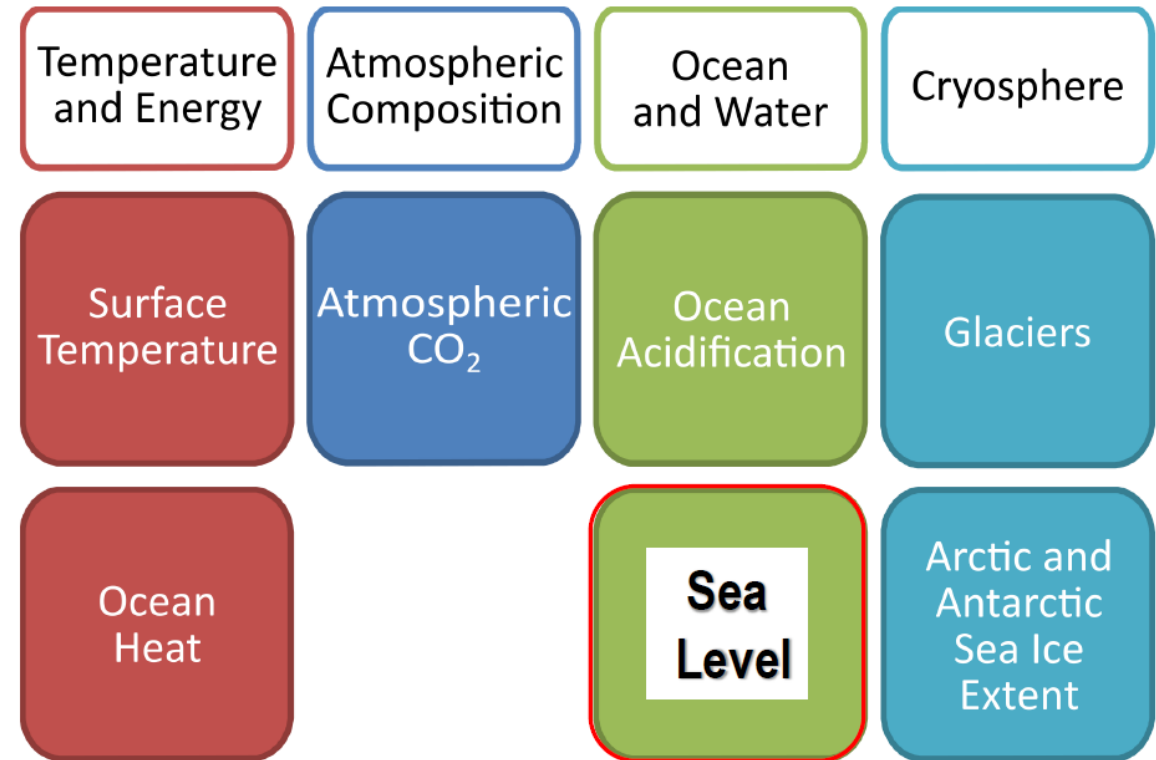 Temperature
and Energy
Atmospheric
Composition
Ocean
and Water
Cryosphere
Surface
Temperature
Atmospheric
CO₂
Ocean
Acidification
Glaciers
Ocean
Heat
Sea
Level
Arctic and
Antarctic
Sea Ice
Extent